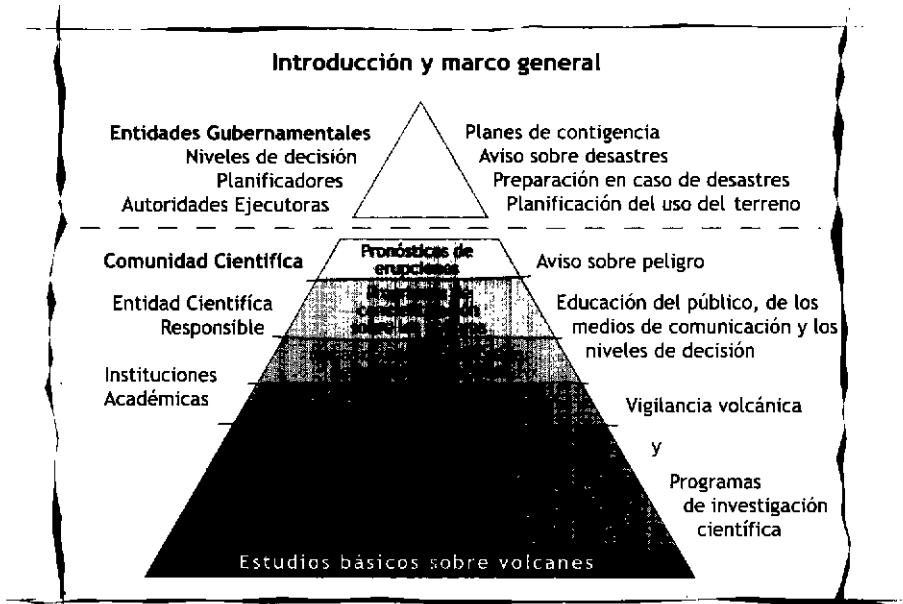 Introducción y marco general
Entidades Gubernamentales
Niveles de decisión
Planificadores
Autoridades Ejecutoras
Planes de contigencia
Aviso sobre desastres
Preparación en caso de desastres
Planificación del uso del terreno
Comunidad Cientifica
Pronósticos de
erupciones
Aviso sobre peligro
Entidad Cientifíca
Responsible
sobre
Educación del público, de los
medios de comunicación y los
niveles de decisión
Instituciones
Académicas
Vigilancia volcánica
y
Programas
de investigación
científica
Estudios básicos sobre volcanes